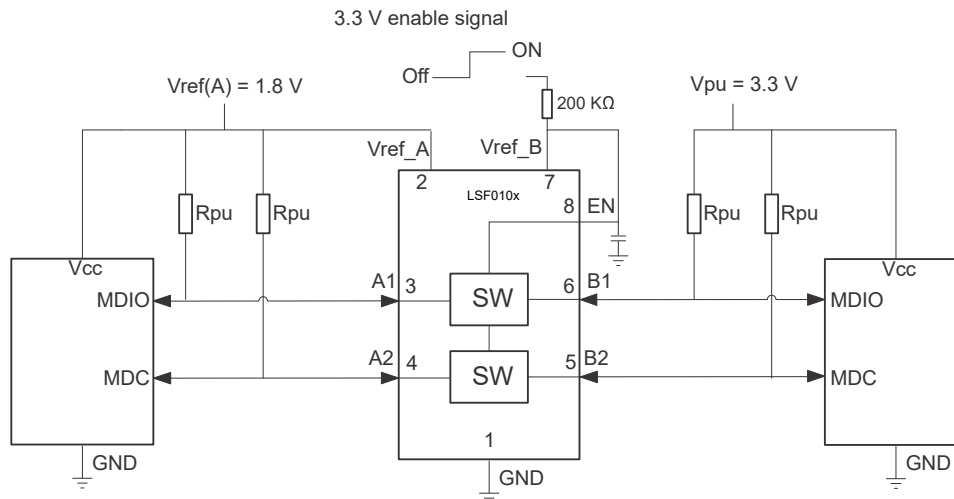 3.3 V enable signal
ON
Off
Vref(A) = 1.8 V
200 KΩ
Vpu = 3.3 V
Vref_A
Vref_B
2
7
LSF010x
8
EN
Rpu
Rpu
Rpu
Rpu
Vcc
Vcc
MDIO
A1
3
SW
6
B1
MDIO
MDC
A2
4
SW
5
B2
MDC
1
GND
GND
GND